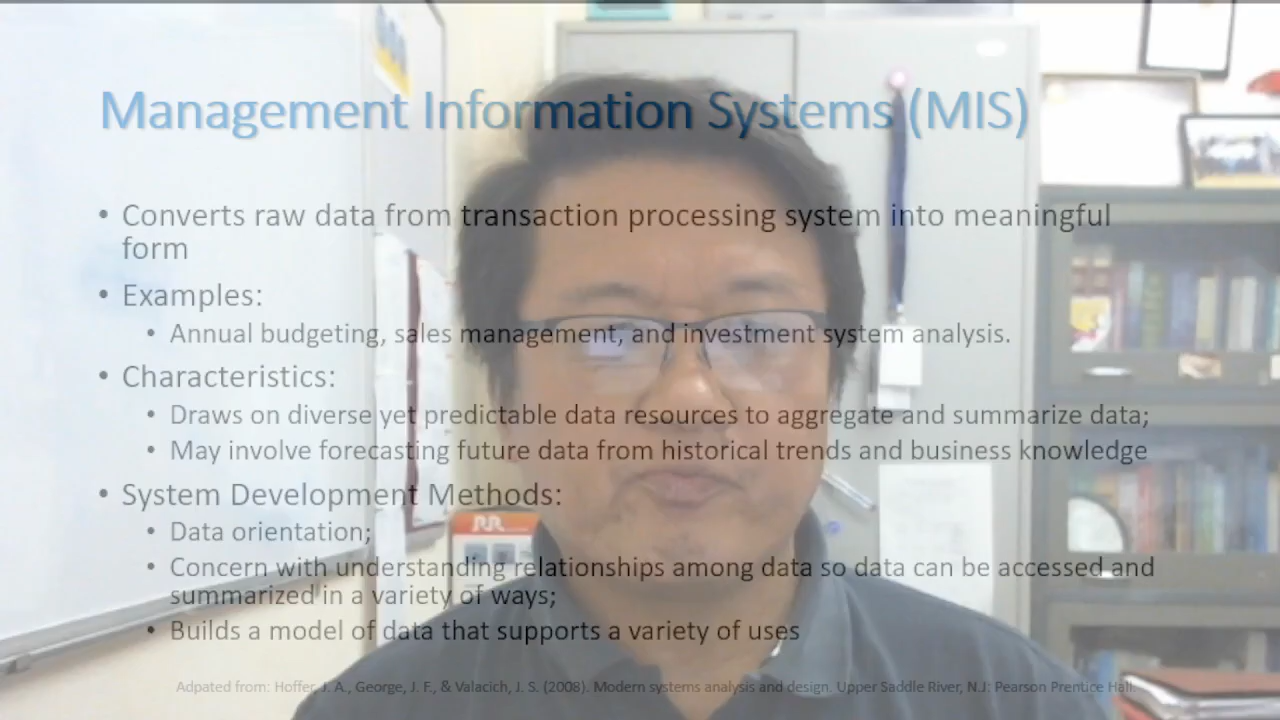 Management Information Systems (MIS)
• Converts raw data from transaction processing system into meaningful
form
• Examples:
• Annual budgeting, sales management, and investment system analysis.
• Characteristics:
• Draws on diverse yet predictable data resources to aggregate and summarize data;
• May involve forecasting future data from historical trends and business knowledge
• System Development Methods:
• Data orientation;
• Concern with understanding relationships among data so data can be accessed and
summarized in a variety of ways;
• Builds a model of data that supports a variety of uses
Adpated from: Hoffer, J. A., George, J. F., & Valacich, J. S. (2008). Modern systems analysis and design. Upper Saddle River, N.J: Pearson Prentice Hall.
RR